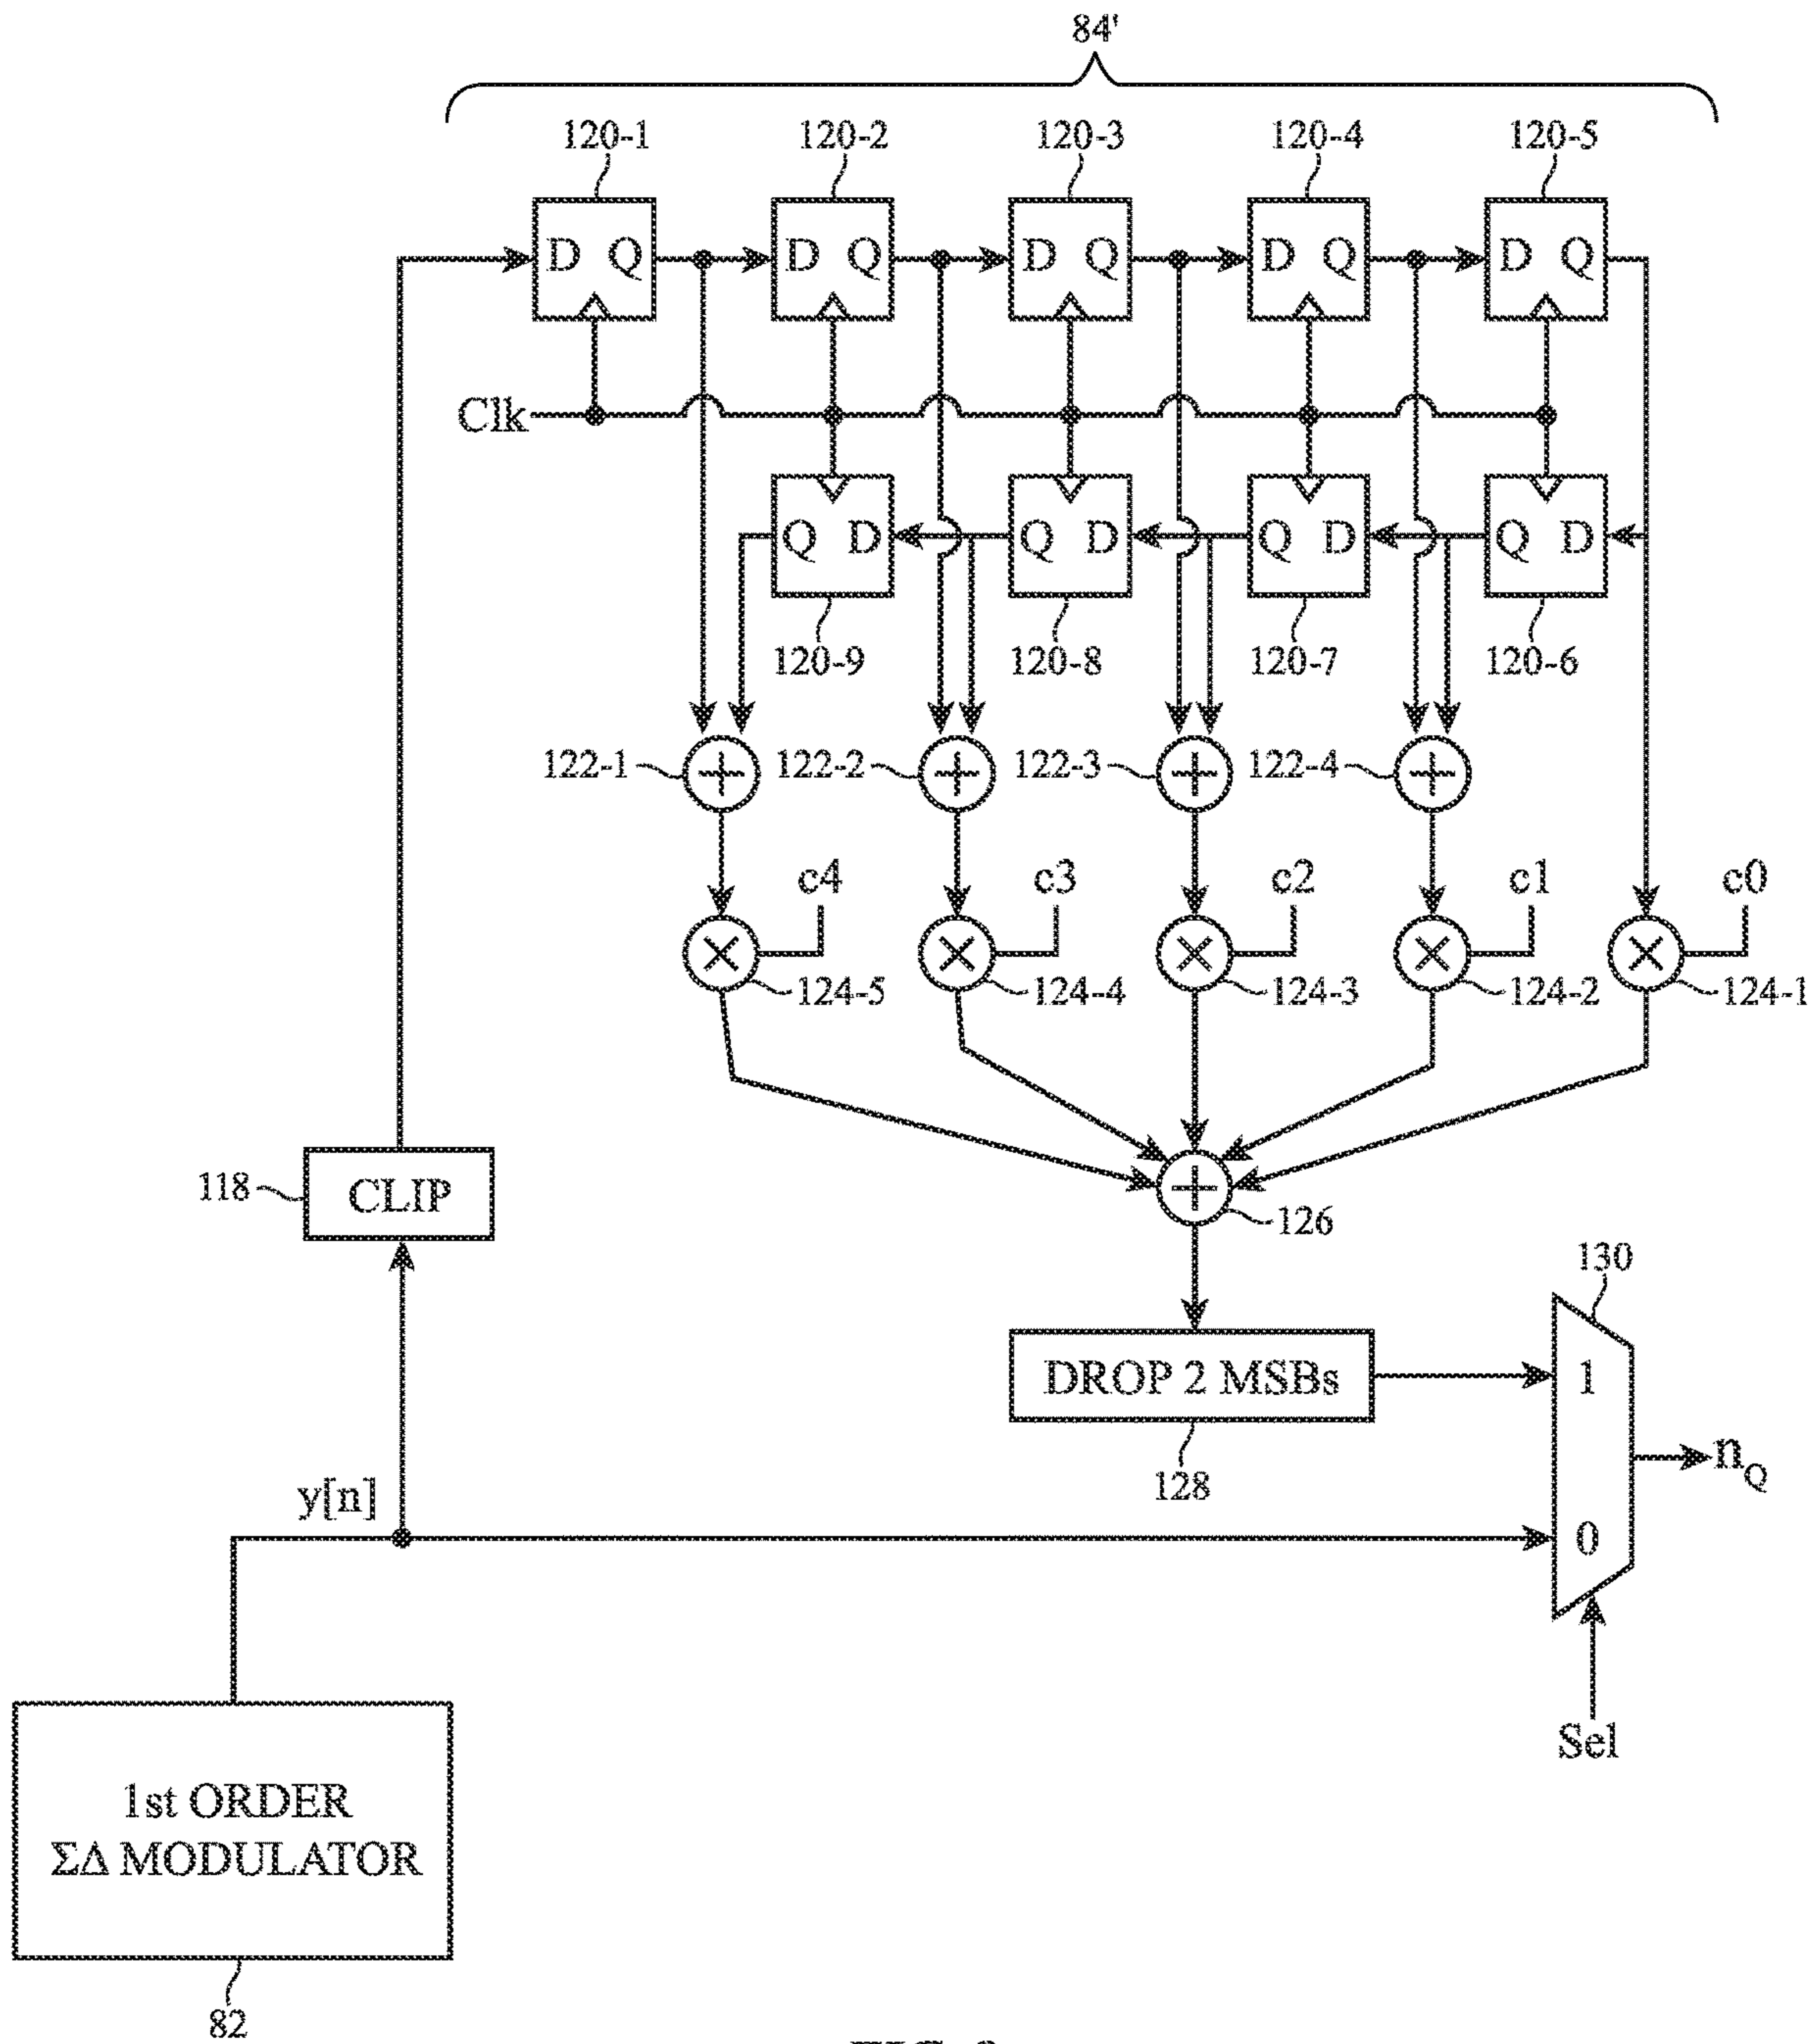 84'
120-1 120-2 120-3 120-4 120-5
D Q D Q D Q D Q D Q
Clk
Q D Q D Q D Q D
120-9 120-8 120-7 120-6
122-1 122-2 122-3 122-4
c4 c3 c2 c1 c0
124-5 124-4 124-3 124-2 124-1
118 CLIP
126
130
DROP 2 MSBs
1
128
nQ
y[n]
0
Sel
1st ORDER
ΣΔ MODULATOR
82